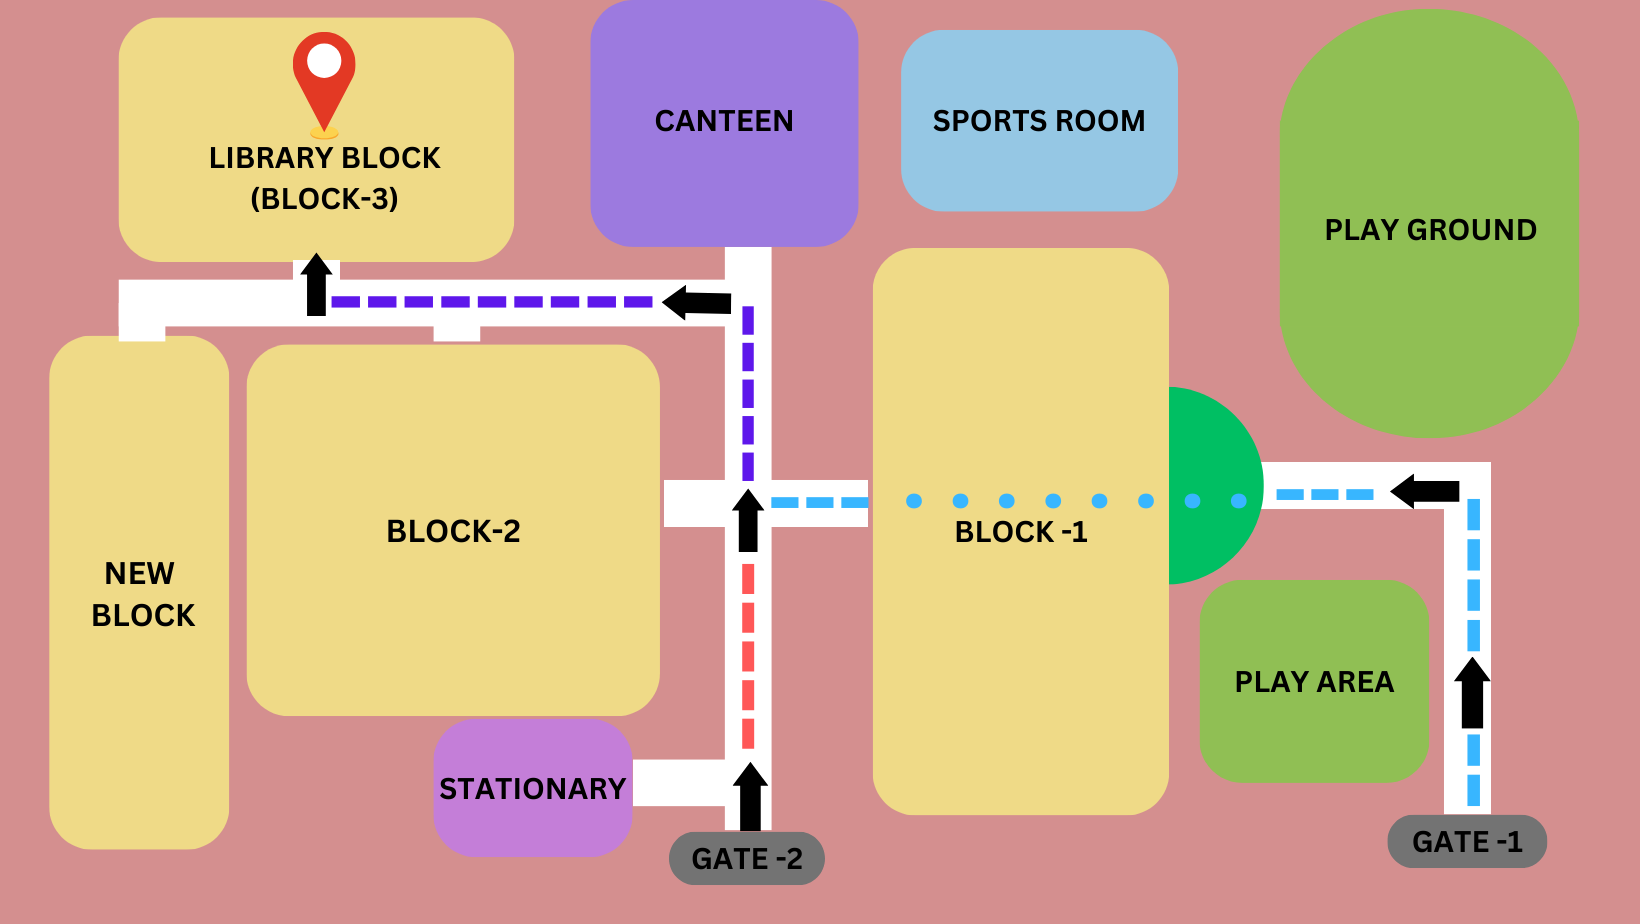 LIBRARY BLOCK
(BLOCK-3)
CANTEEN
SPORTS ROOM
PLAY GROUND
NEW
BLOCK
BLOCK-2
BLOCK -1
PLAY AREA
STATIONARY
GATE -2
GATE -1